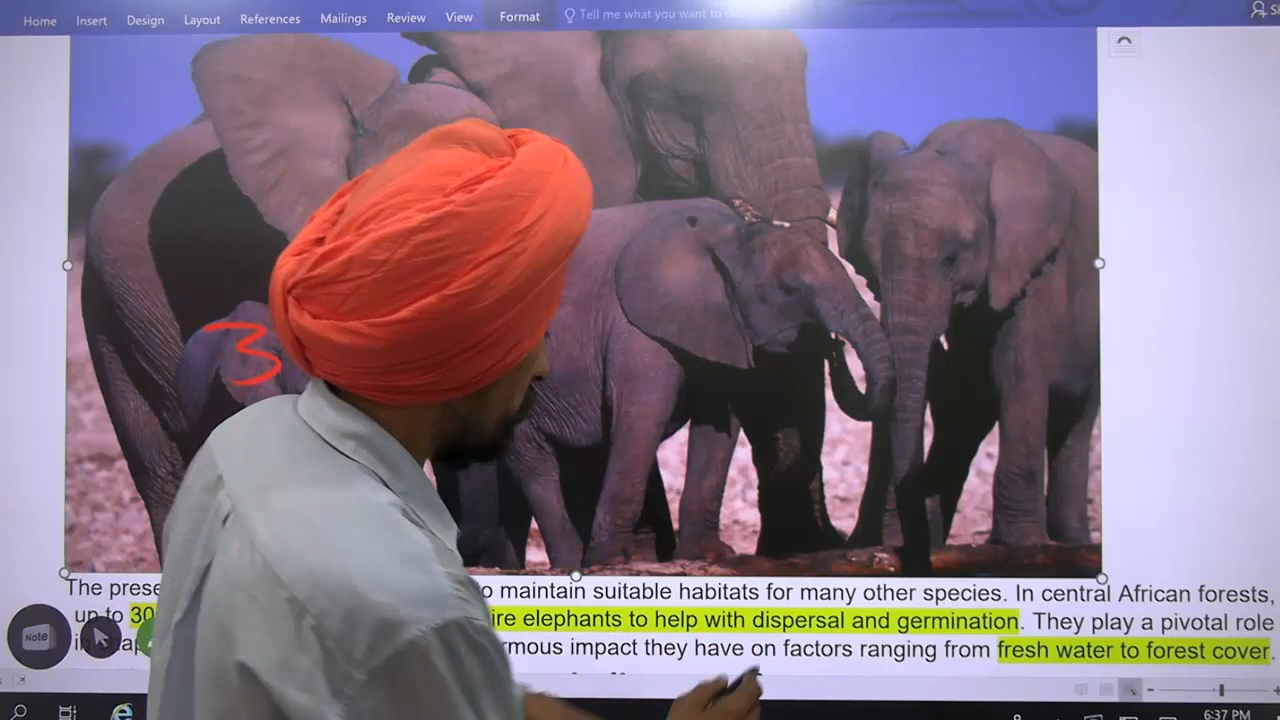 Home Insert Design Layout References Mailings Review View Format Tell me what you want to do
3
The prese o maintain suitable habitats for many other species. In central African forests,
up to 30 ire elephants to help with dispersal and germination. They play a pivotal role
rmous impact they have on factors ranging from fresh water to forest cover.
Note
6:37 PM